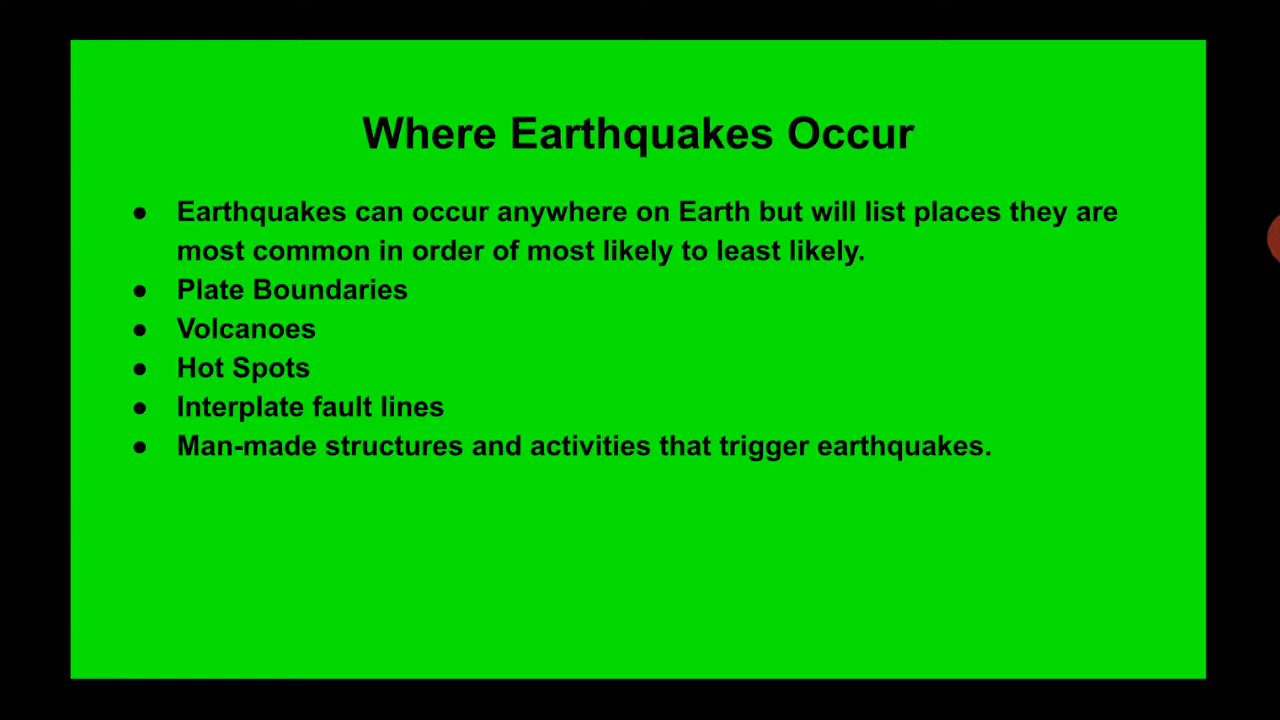 Where Earthquakes Occur
● Earthquakes can occur anywhere on Earth but will list places they are
most common in order of most likely to least likely.
● Plate Boundaries
● Volcanoes
● Hot Spots
● Interplate fault lines
● Man-made structures and activities that trigger earthquakes.